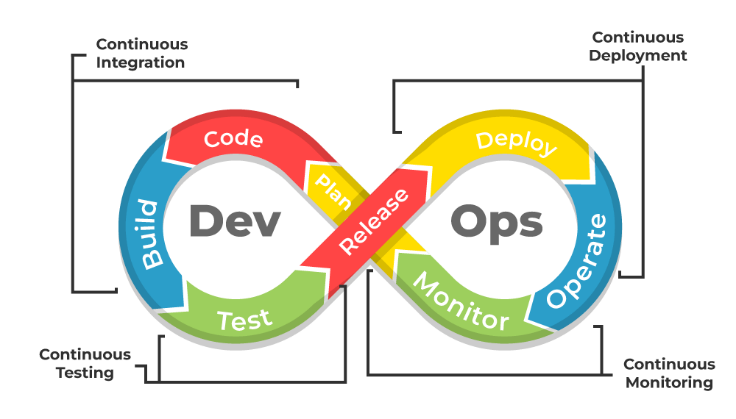 Continuous
Integration
Continuous
Deployment
Code
Deploy
Plan
Build
Dev
Release
Ops
Operate
Test
Monitor
Continuous
Testing
Continuous
Monitoring